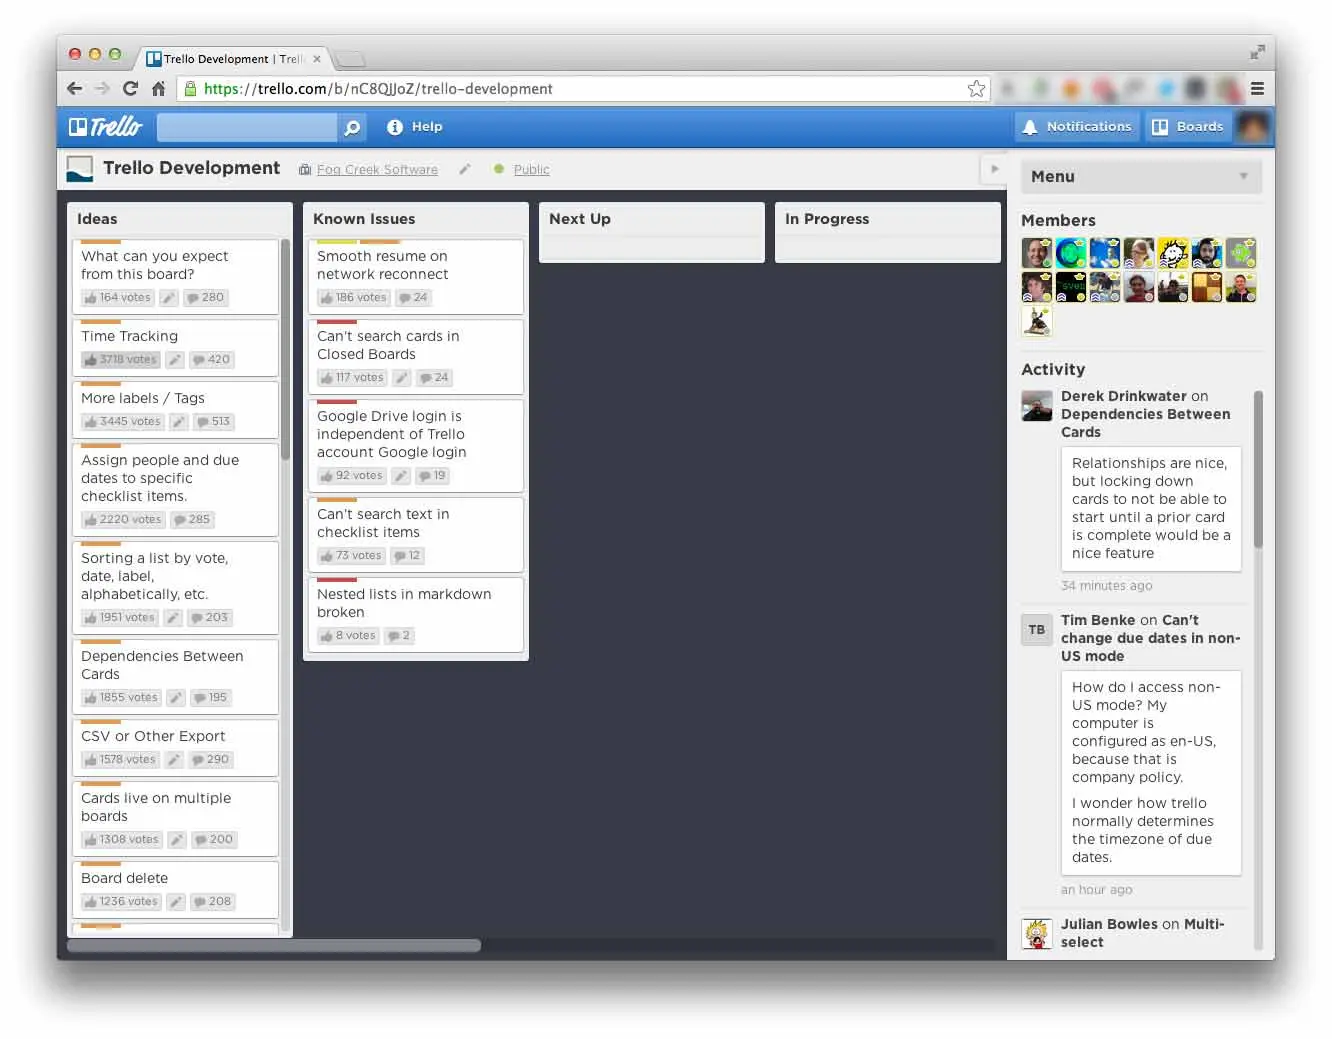 Trello Development | Trell
https://trello.com/b/nC8QJJoZ/trello-development
Trello
Help
Notifications
Boards
Trello Development
Fog Creek Software
Public
Ideas
What can you expect
from this board?
164 votes
280
Time Tracking
3718 votes
420
More labels / Tags
3445 votes
513
Assign people and due
dates to specific
checklist items.
2220 votes
285
Sorting a list by vote,
date, label,
alphabetically, etc.
1951 votes
203
Dependencies Between
Cards
1855 votes
195
CSV or Other Export
1578 votes
290
Cards live on multiple
boards
1308 votes
200
Board delete
1236 votes
208
Known Issues
Smooth resume on
network reconnect
186 votes
24
Can't search cards in
Closed Boards
117 votes
24
Google Drive login is
independent of Trello
account Google login
92 votes
19
Can't search text in
checklist items
73 votes
12
Nested lists in markdown
broken
8 votes
2
Next Up
In Progress
Menu
Members
sven
Activity
Derek Drinkwater on
Dependencies Between
Cards
Relationships are nice,
but locking down
cards to not be able to
start until a prior card
is complete would be a
nice feature
34 minutes ago
TB
Tim Benke on Can't
change due dates in non-
US mode
How do I access non-
US mode? My
computer is
configured as en-US,
because that is
company policy.
I wonder how trello
normally determines
the timezone of due
dates.
an hour ago
Julian Bowles on Multi-
select